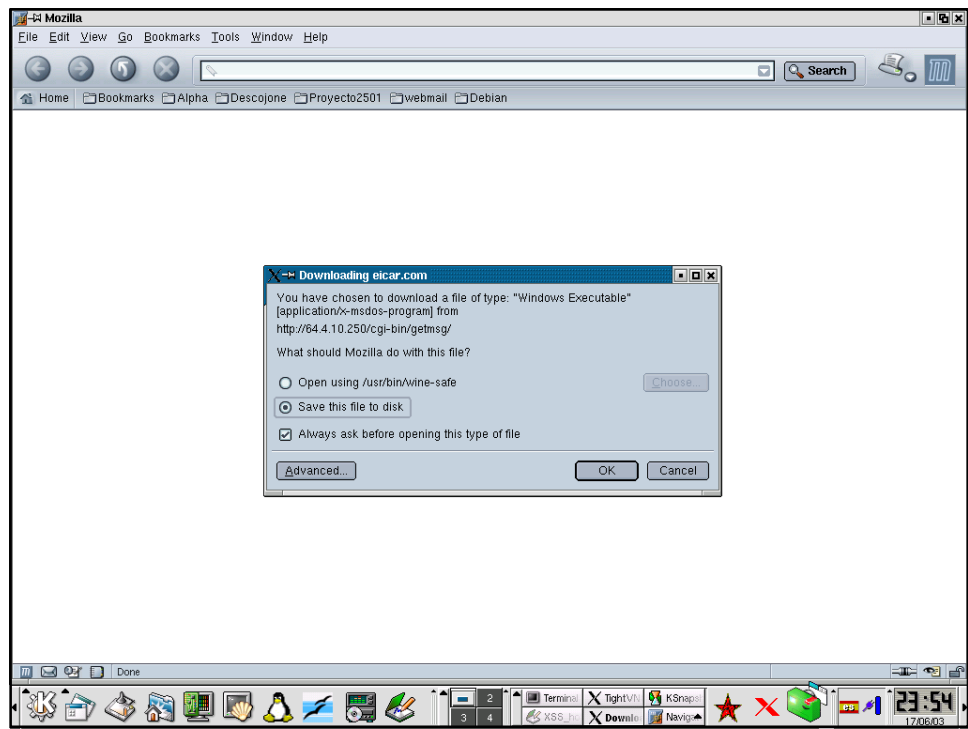 Mozilla
File Edit View Go Bookmarks Tools Window Help
Search
Home Bookmarks Alpha Descojone Proyecto2501 webmail Debian
Downloading eicar.com
You have chosen to download a file of type: "Windows Executable"
[application/x-msdos-program] from
http://64.4.10.250/cgi-bin/getmsg/
What should Mozilla do with this file?
Open using /usr/bin/wine-safe
Choose...
Save this file to disk
Always ask before opening this type of file
Advanced... OK Cancel
Done
2
3 4
Terminal TightVN KSnaps
XSS_ho Downlo Naviga
es
23:54
17/06/03